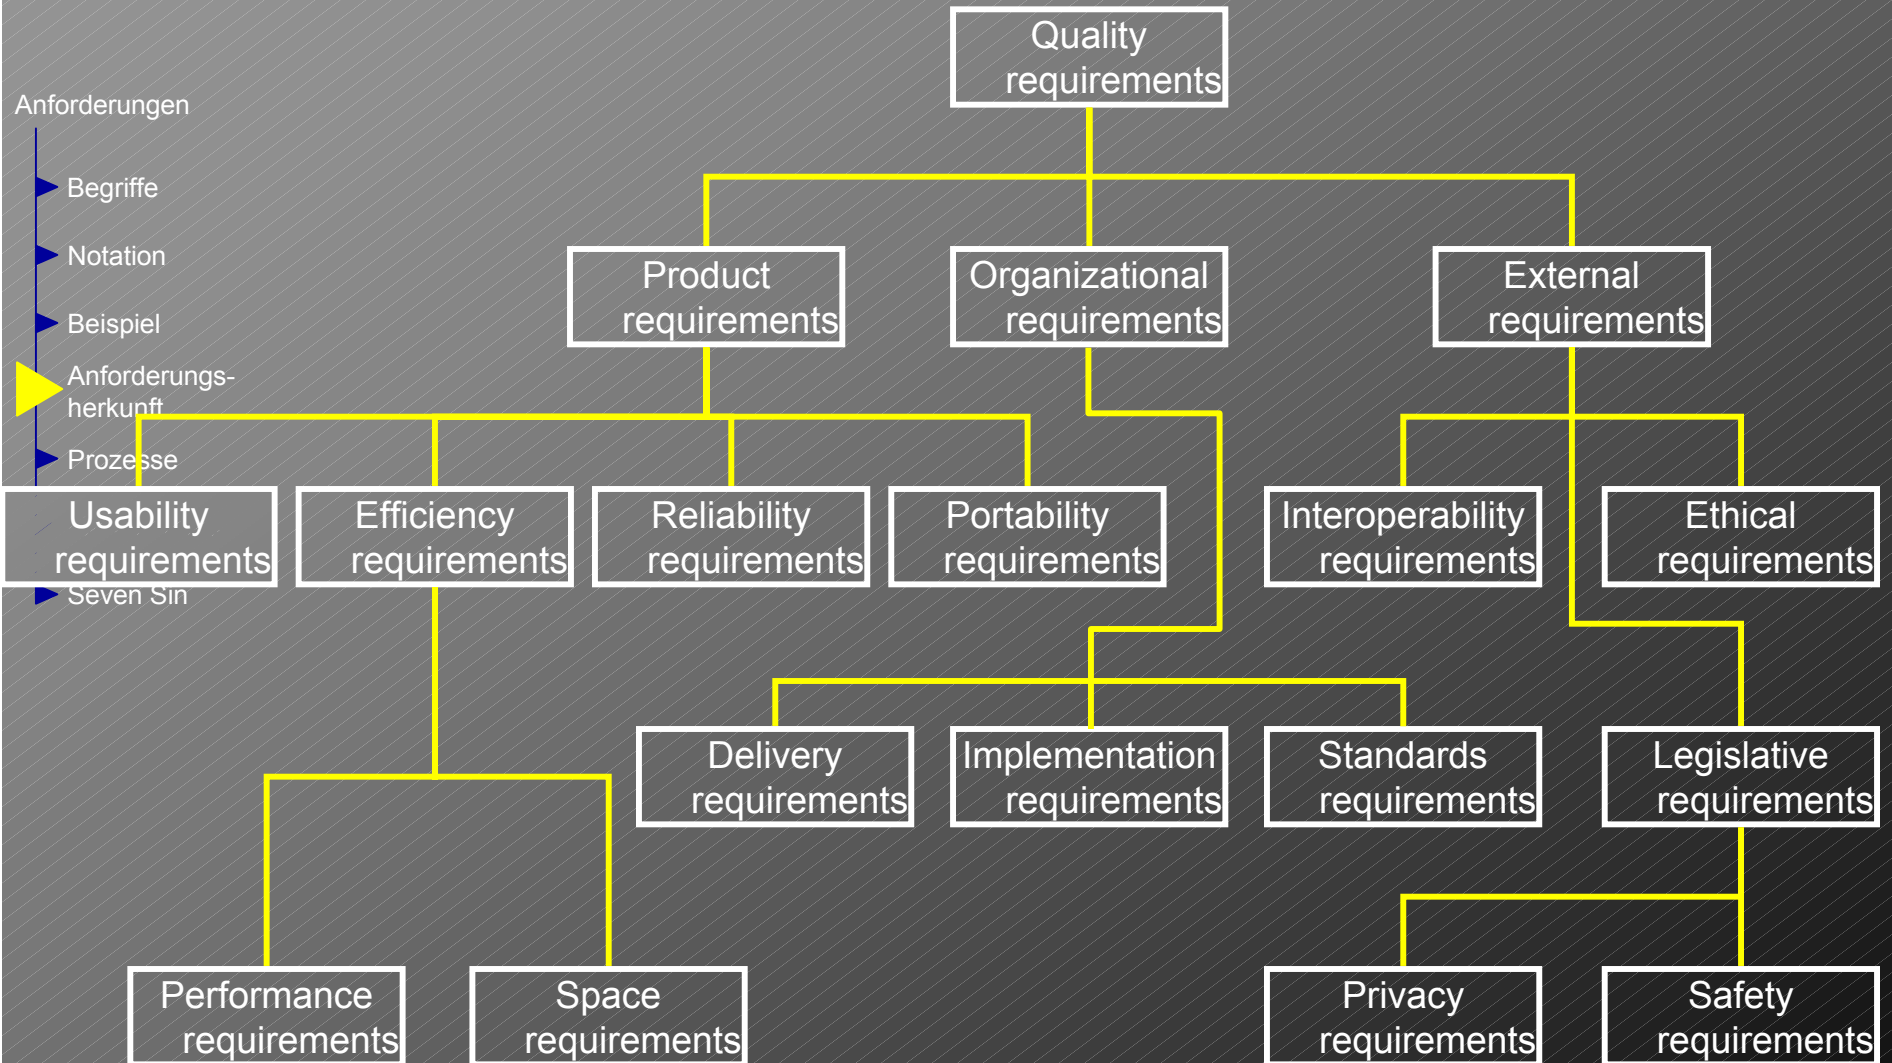 Quality
requirements
Anforderungen
Begriffe
Notation
Beispiel
Anforderungs-
herkunft
Prozesse
Seven Sin
Product
requirements
Organizational
requirements
External
requirements
Usability
requirements
Efficiency
requirements
Reliability
requirements
Portability
requirements
Interoperability
requirements
Ethical
requirements
Delivery
requirements
Implementation
requirements
Standards
requirements
Legislative
requirements
Performance
requirements
Space
requirements
Privacy
requirements
Safety
requirements